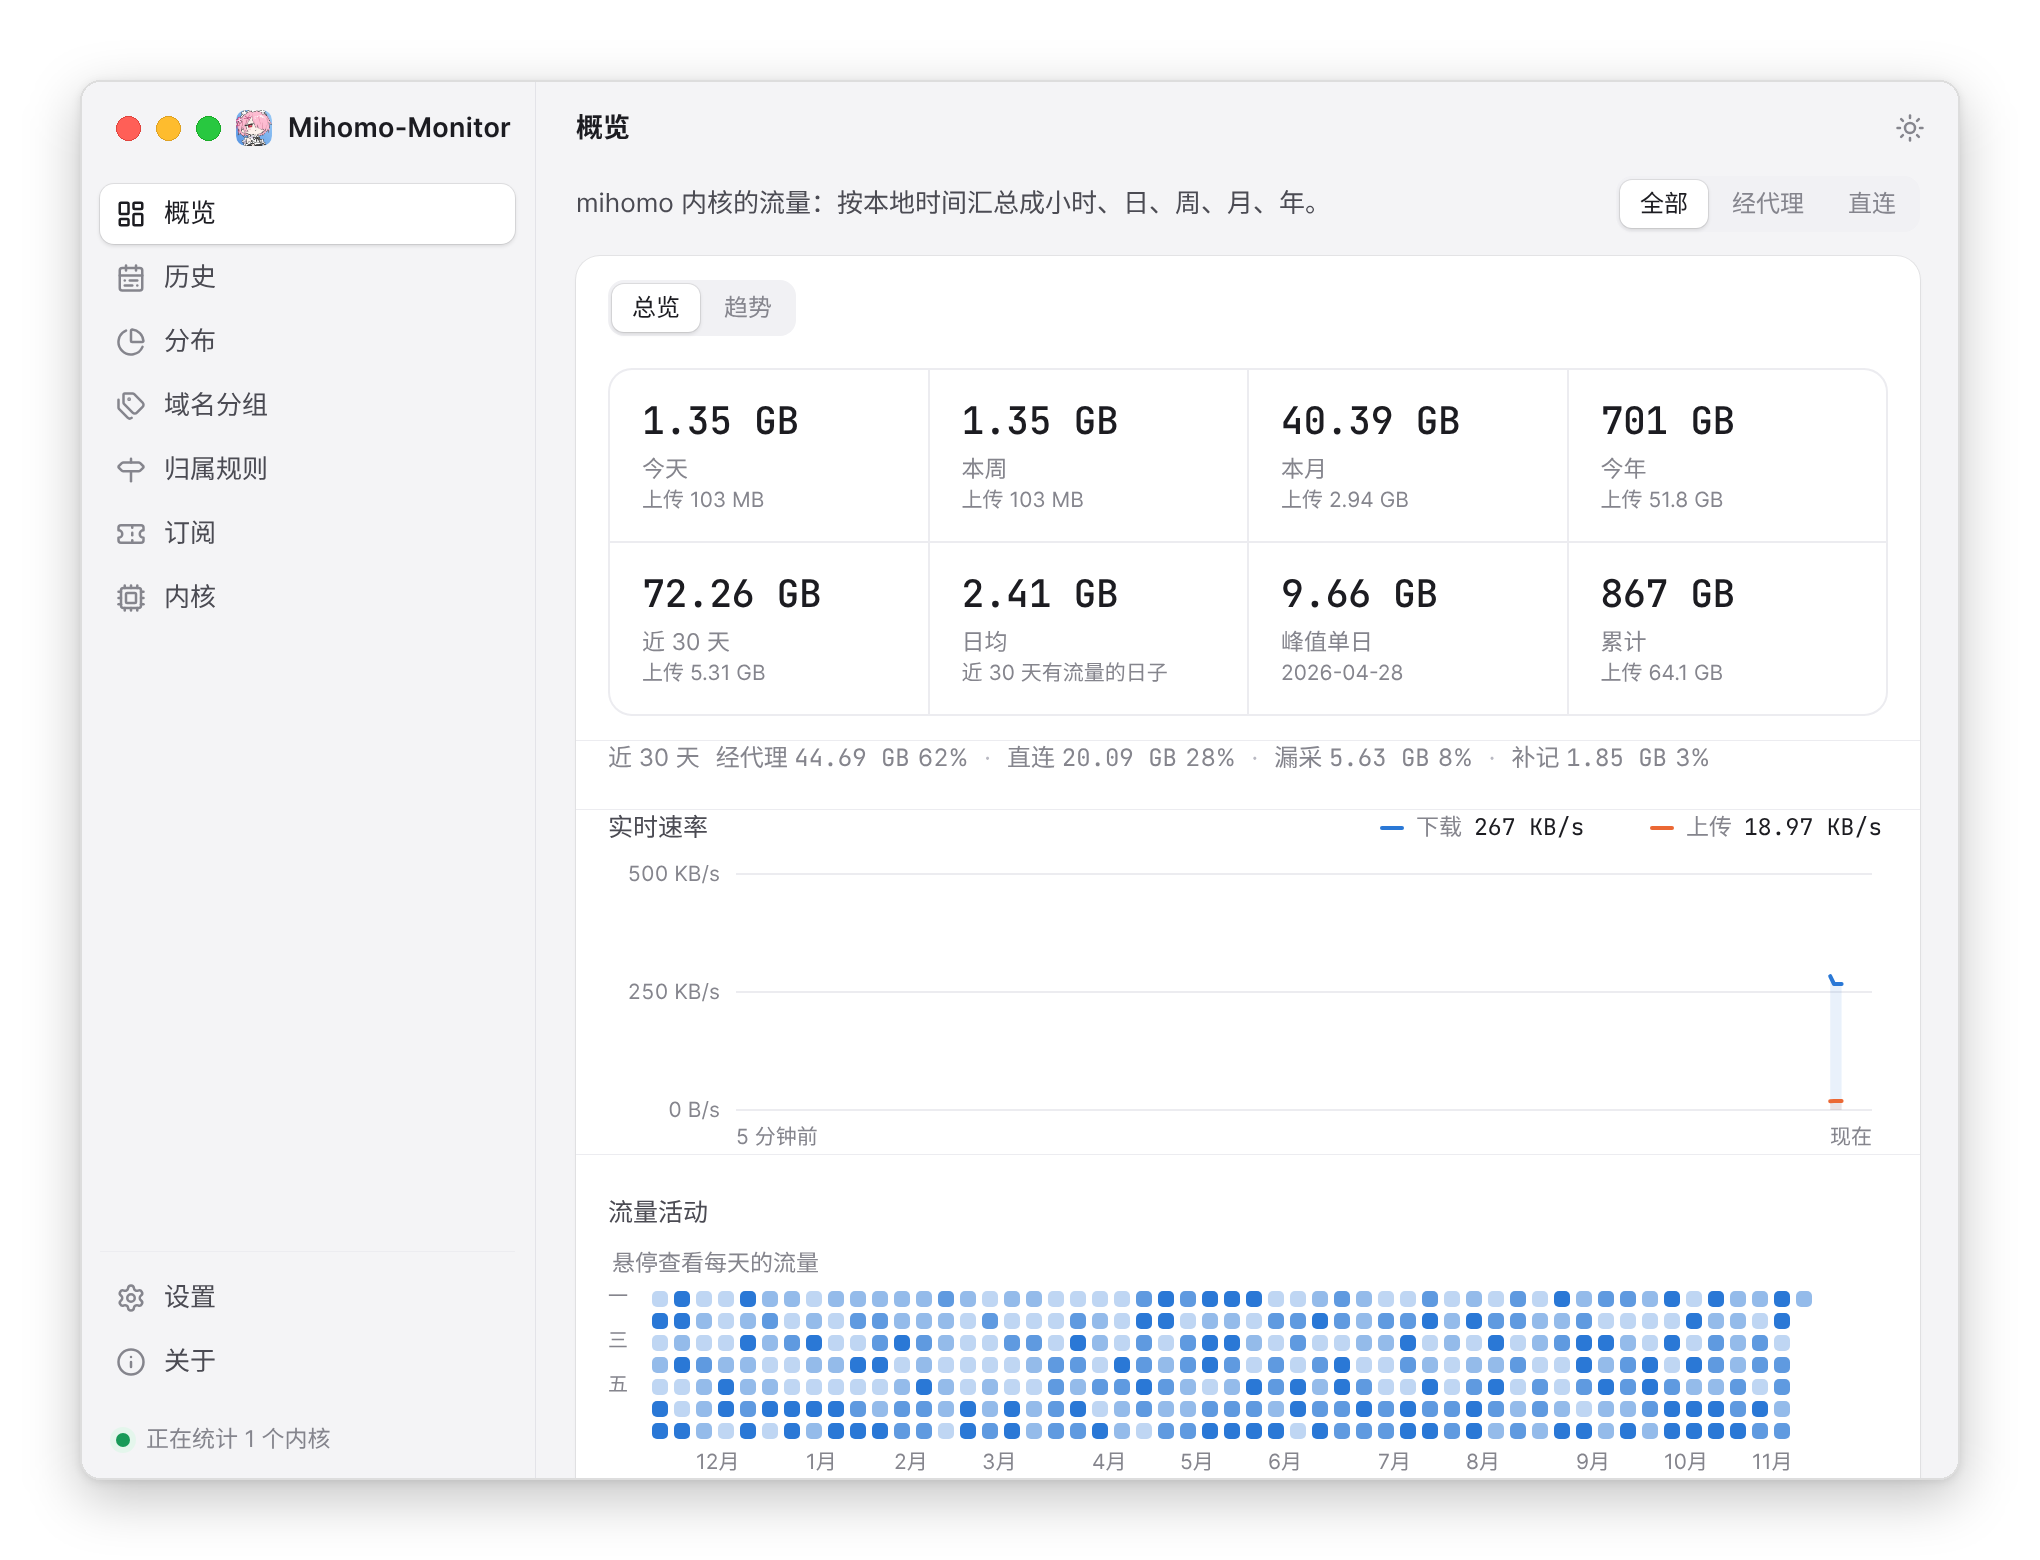 Mihomo-Monitor
概览
历史
分布
域名分组
归属规则
订阅
内核
设置
关于
正在统计 1 个内核
概览
mihomo 内核的流量：按本地时间汇总成小时、日、周、月、年。
全部 经代理 直连
总览 趋势
1.35 GB
今天
上传 103 MB
1.35 GB
本周
上传 103 MB
40.39 GB
本月
上传 2.94 GB
701 GB
今年
上传 51.8 GB
72.26 GB
近 30 天
上传 5.31 GB
2.41 GB
日均
近 30 天有流量的日子
9.66 GB
峰值单日
2026-04-28
867 GB
累计
上传 64.1 GB
近 30 天 经代理 44.69 GB 62% · 直连 20.09 GB 28% · 漏采 5.63 GB 8% · 补记 1.85 GB 3%
实时速率
下载 267 KB/s 上传 18.97 KB/s
500 KB/s
250 KB/s
0 B/s
5 分钟前 现在
流量活动
悬停查看每天的流量
一
三
五
12月 1月 2月 3月 4月 5月 6月 7月 8月 9月 10月 11月